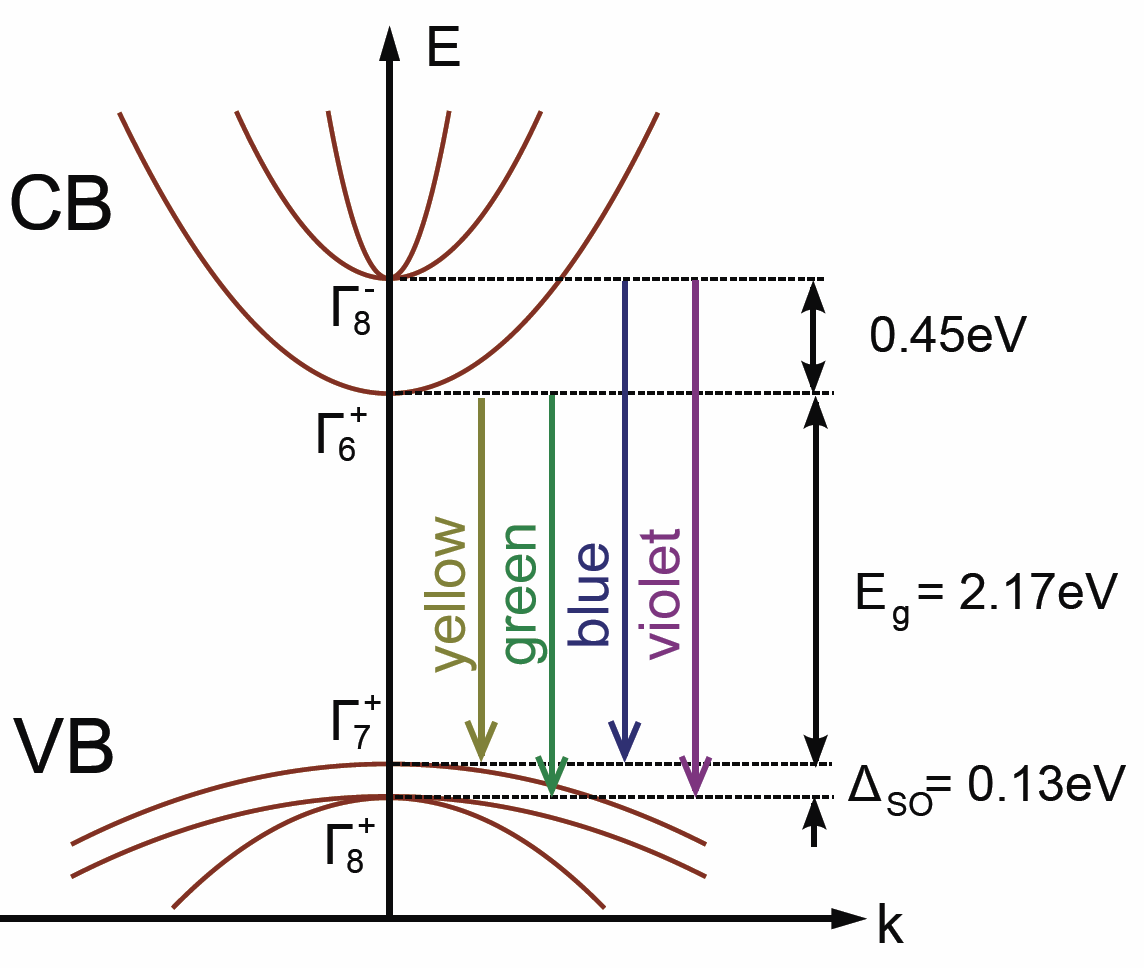 E
CB
Γ8-
0.45eV
Γ6+
yellow
green
blue
violet
Eg = 2.17eV
Γ7+
VB
ΔSO= 0.13eV
Γ8+
k